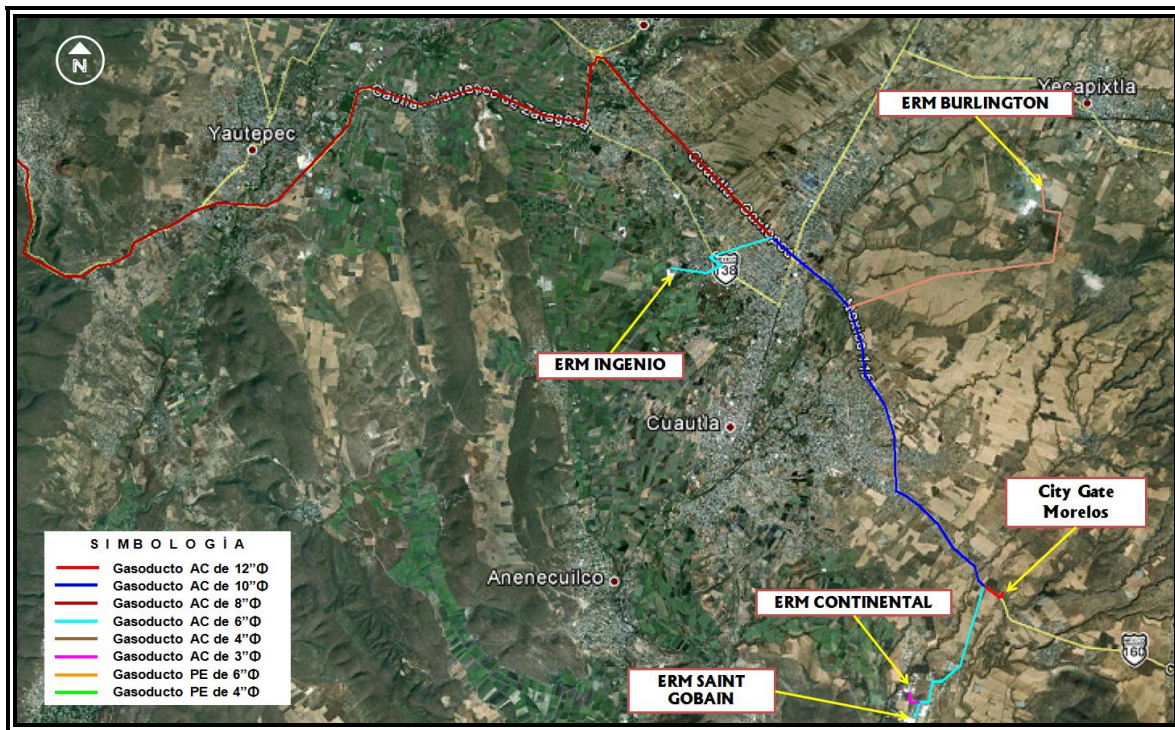 N
Yautepec
Yecapixtla
ERM BURLINGTON
138
ERM INGENIO
Cuautla
City Gate
Morelos
Anenecuilco
ERM CONTINENTAL
MEXICO
160
ERM SAINT
GOBAIN
SIMBOLOGÍA
Gasoducto AC de 12”Φ
Gasoducto AC de 10”Φ
Gasoducto AC de 8”Φ
Gasoducto AC de 6”Φ
Gasoducto AC de 4”Φ
Gasoducto AC de 3”Φ
Gasoducto PE de 6”Φ
Gasoducto PE de 4”Φ